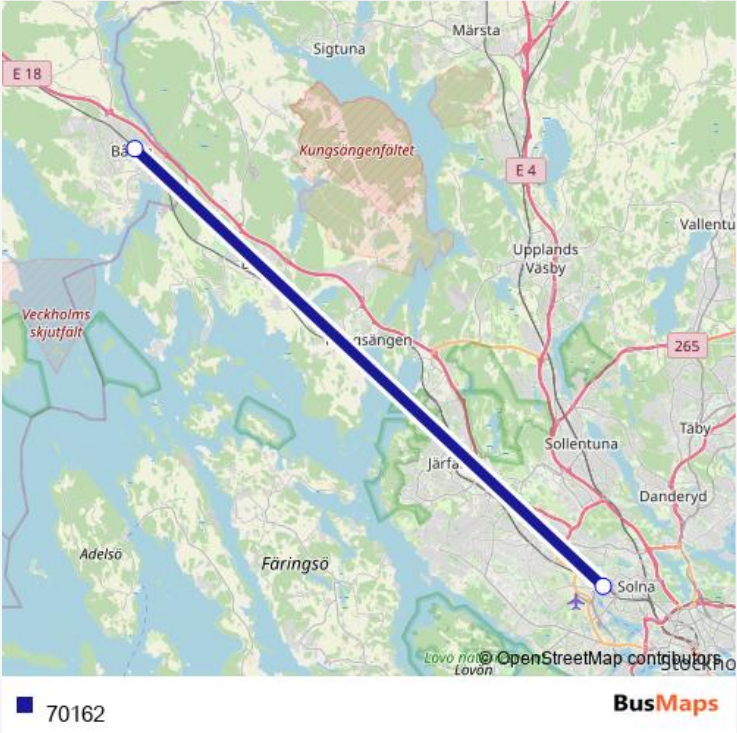 Märsta
Sigtuna
E 18
Kungsängenfältet
E 4
Vallentu
Upplands
Väsby
Veckholms
skjutfält
265
Täby
Sollentuna
Danderyd
Adelsö
Färingsö
Solna
© OpenStreetMap contributors
Lovön
70162
BusMaps